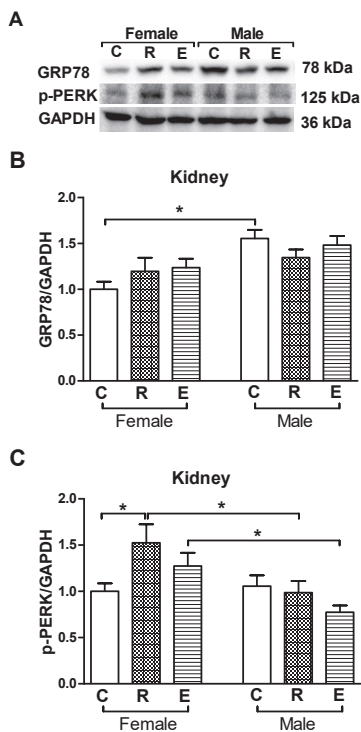 A
Female Male
C R E C R E
GRP78 78 kDa
p-PERK 125 kDa
GAPDH 36 kDa
B
Kidney
GRP78/GAPDH
2.0
1.5
1.0
0.5
0.0
*
C R E C R E
Female Male
C
Kidney
p-PERK/GAPDH
2.0
1.5
1.0
0.5
0.0
* *
*
C R E C R E
Female Male